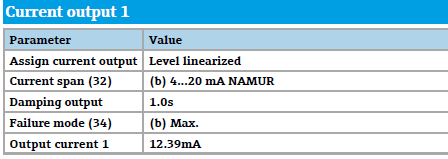 Current output 1
Parameter Value
Assign current output Level linearized
Current span (32) (b) 4...20 mA NAMUR
Damping output 1.0s
Failure mode (34) (b) Max.
Output current 1 12.39mA